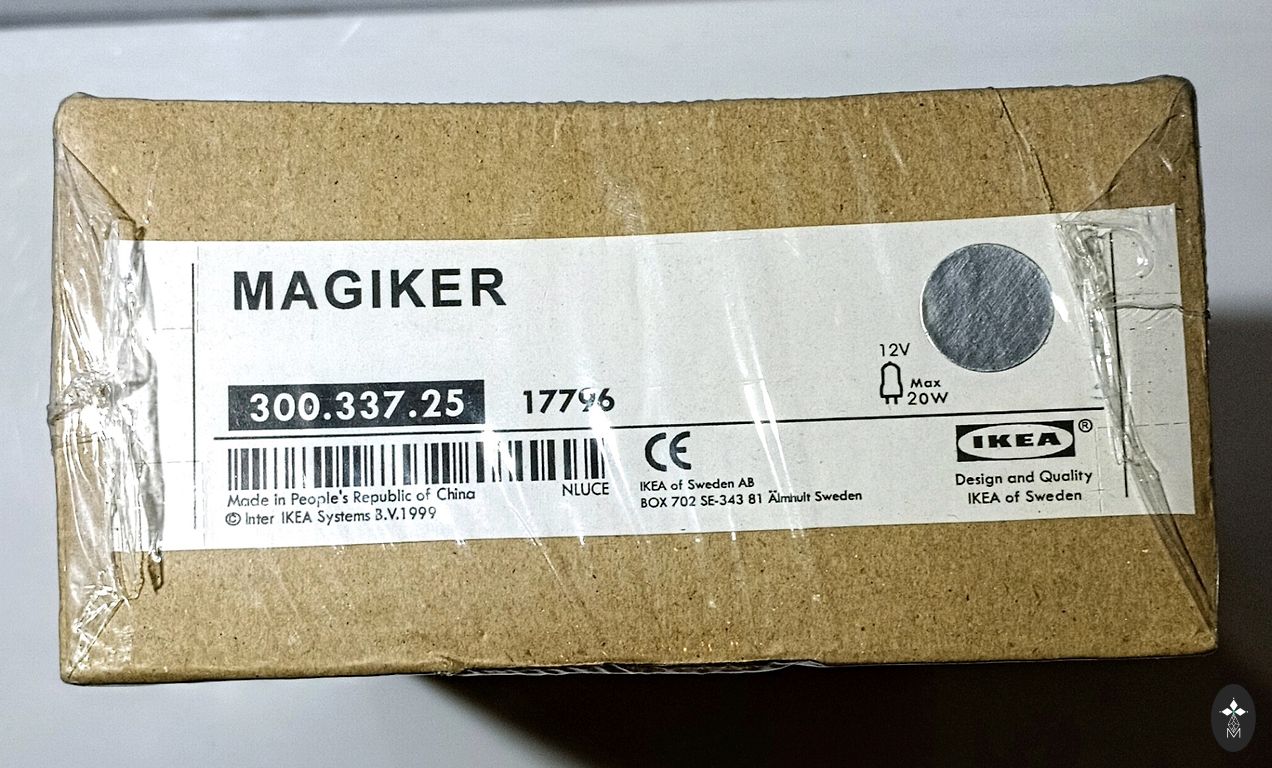 MAGIKER
12V
Max
20W
300.337.25 17796
CE
IKEA®
Design and Quality
IKEA of Sweden
NLUCE
Made in People's Republic of China
© Inter IKEA Systems B.V.1999
IKEA of Sweden AB
BOX 702 SE-343 81 Älmhult Sweden
M